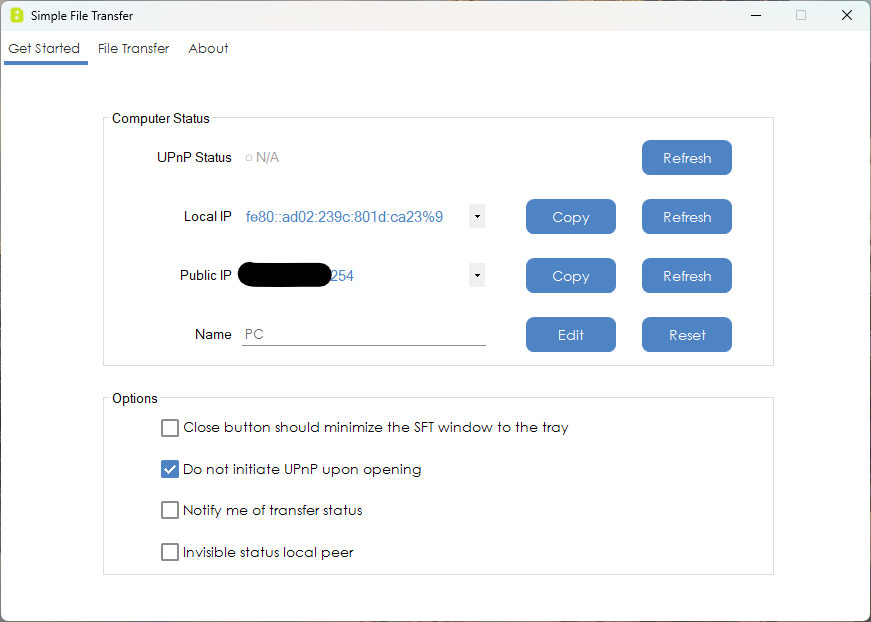 Simple File Transfer
Get Started File Transfer About
Computer Status
UPnP Status N/A Refresh
Local IP fe80::ad02:239c:801d:ca23%9 Copy Refresh
Public IP 254 Copy Refresh
Name PC Edit Reset
Options
Close button should minimize the SFT window to the tray
Do not initiate UPnP upon opening
Notify me of transfer status
Invisible status local peer